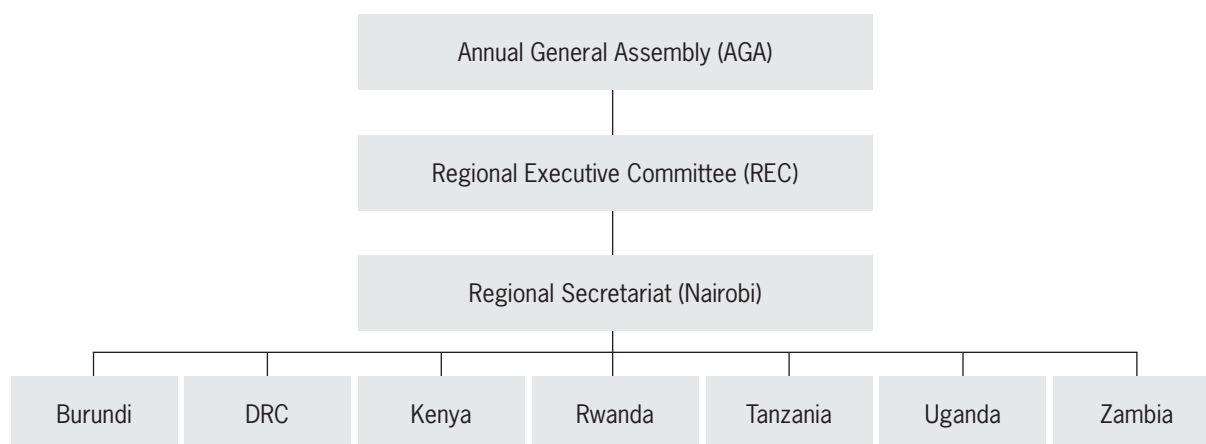 Annual General Assembly (AGA)
Regional Executive Committee (REC)
Regional Secretariat (Nairobi)
Burundi
DRC
Kenya
Rwanda
Tanzania
Uganda
Zambia